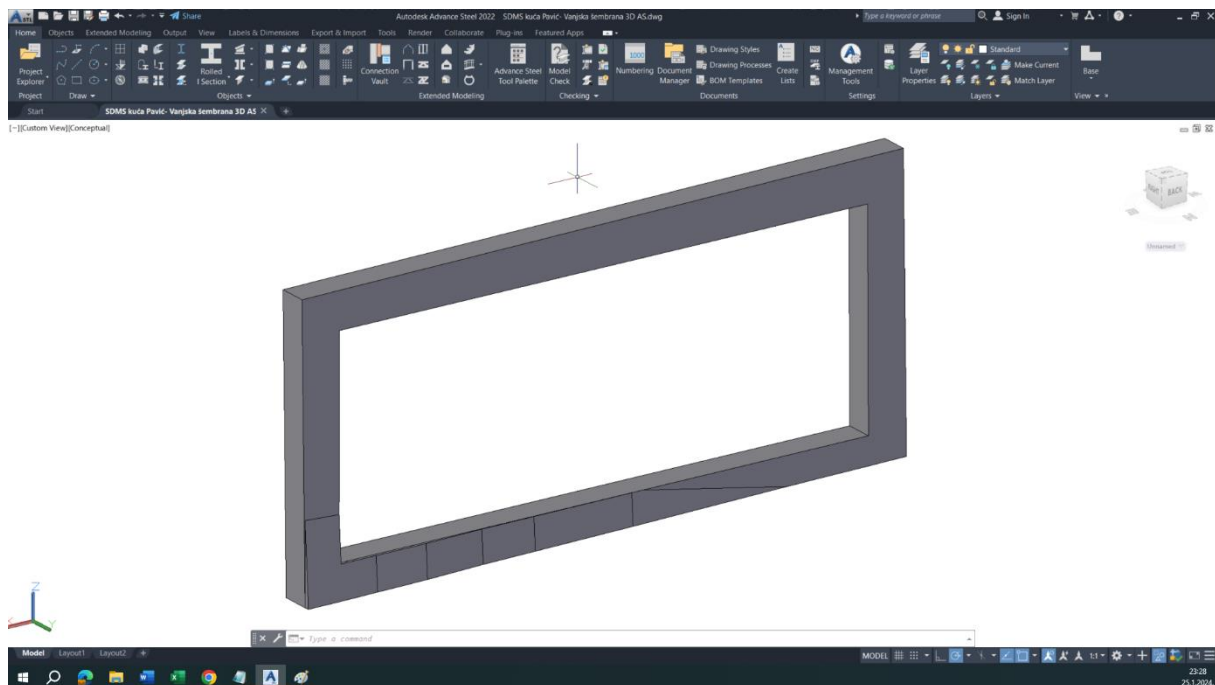 Share
Autodesk Advance Steel 2022 SDMS kuća Pavić- Vanjska šembrana 3D AS.dwg
Type a keyword or phrase
Sign In
Home Objects Extended Modeling Output View Labels & Dimensions Export & Import Tools Render Collaborate Plug-ins Featured Apps
Project Explorer
Rolled I Section
Connection Vault
Advance Steel Tool Palette
Model Check
1000
Numbering
Document Manager
Drawing Styles
Drawing Processes
BOM Templates
Create Lists
Management Tools
Layer Properties
Standard
Make Current
Match Layer
Base
Project Draw Objects Extended Modeling Checking Documents Settings Layers View
Start SDMS kuća Pavić- Vanjska šembrana 3D AS
[−][Custom View][Conceptual]
BACK
Unnamed
Z
Y
Type a command
Model Layout1 Layout2
MODEL
1:1
23:28
25.1.2024